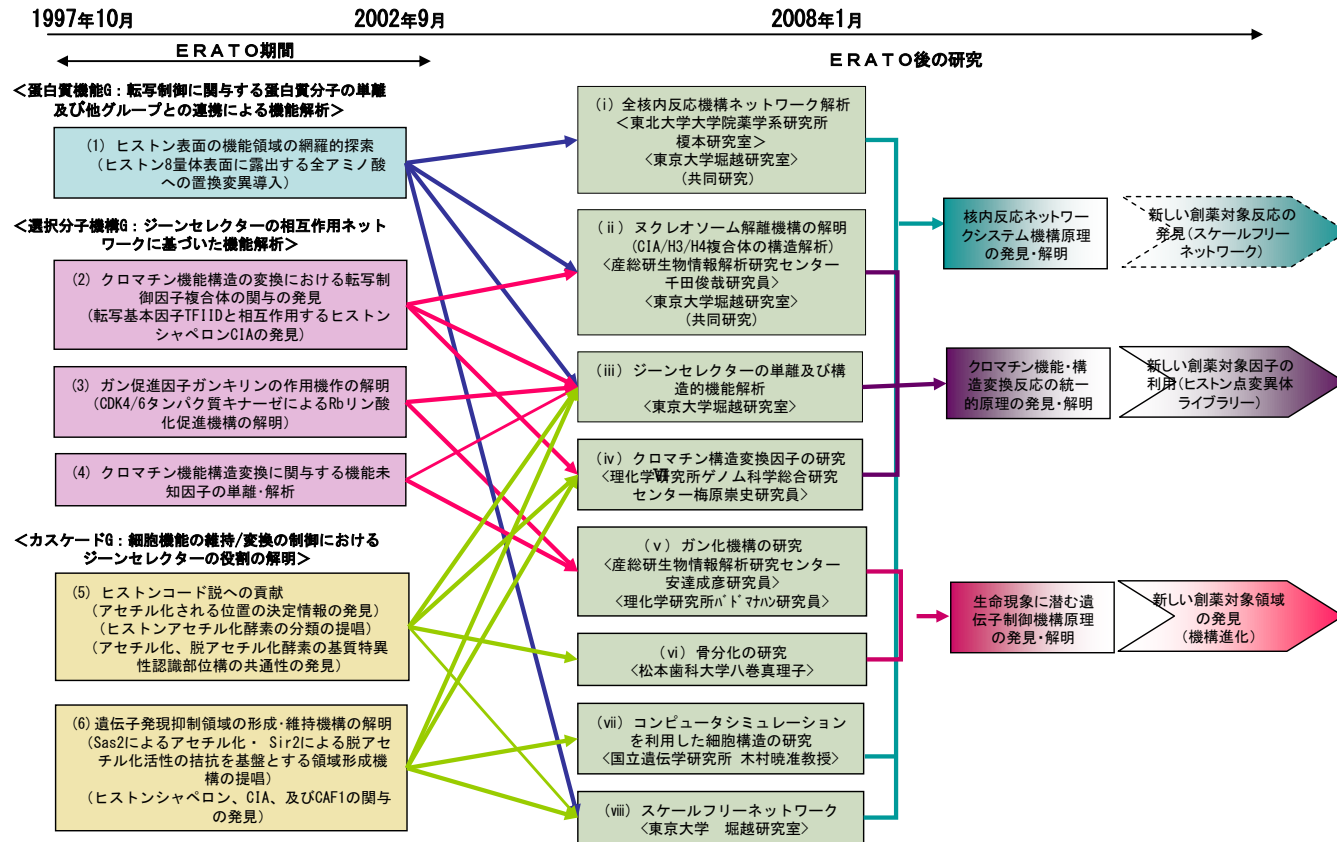 1997年10月
2002年9月
2008年1月
ERATO期間
ERATO後の研究
＜蛋白質機能G：転写制御に関与する蛋白質分子の単離
及び他グループとの連携による機能解析＞
(1) ヒストン表面の機能領域の網羅的探索
(ヒストン8量体表面に露出する全アミノ酸
への置換変異導入)
＜選択分子機構G：ジーンセレクターの相互作用ネット
ワークに基づいた機能解析＞
(2) クロマチン機能構造の変換における転写制
御因子複合体の関与の発見
(転写基本因子TFIIDと相互作用するヒストン
シャペロンCIAの発見)
(3) ガン促進因子ガンキリンの作用機作の解明
(CDK4/6タンパク質キナーゼによるRbリン酸
化促進機構の解明)
(4) クロマチン機能構造変換に関与する機能未
知因子の単離・解析
＜カスケードG：細胞機能の維持/変換の制御における
ジーンセレクターの役割の解明＞
(5) ヒストンコード説への貢献
(アセチル化される位置の決定情報の発見)
(ヒストンアセチル化酵素の分類の提唱)
(アセチル化、脱アセチル化酵素の基質特異
性認識部位構の共通性の発見)
(6) 遺伝子発現抑制領域の形成・維持機構の解明
(Sas2によるアセチル化・ Sir2による脱アセ
チル化活性の拮抗を基盤とする領域形成機
構の提唱)
(ヒストンシャペロン、CIA、及びCAF1の関与
の発見)
(i) 全核内反応機構ネットワーク解析
＜東北大学大学院薬学系研究所
榎本研究室＞
〈東京大学堀越研究室〉
(共同研究)
(ii) ヌクレオソーム解離機構の解明
(CIA/H3/H4複合体の構造解析)
〈産総研生物情報解析研究センター
千田俊哉研究員〉
〈東京大学堀越研究室〉
(共同研究)
(iii) ジーンセレクターの単離及び構
造的機能解析
〈東京大学堀越研究室〉
(iv) クロマチン構造変換因子の研究
〈理化学研究所ゲノム科学総合研究
センター梅原崇史研究員〉
(v) ガン化機構の研究
〈産総研生物情報解析研究センター
安達成彦研究員〉
〈理化学研究所ﾊﾟﾄﾞﾏﾅﾊﾝ研究員〉
(vi) 骨分化の研究
〈松本歯科大学八巻真理子〉
(vii) コンピュータシミュレーション
を利用した細胞構造の研究
〈国立遺伝学研究所 木村暁准教授〉
(viii) スケールフリーネットワーク
〈東京大学 堀越研究室〉
核内反応ネットワー
クシステム機構原理
の発見・解明
新しい創薬対象反応の
発見(スケールフリー
ネットワーク)
クロマチン機能・構
造変換反応の統一
的原理の発見・解明
新しい創薬対象因子の
利用(ヒストン点変異体
ライブラリー)
生命現象に潜む遺
伝子制御機構原理
の発見・解明
新しい創薬対象領域
の発見
(機構進化)